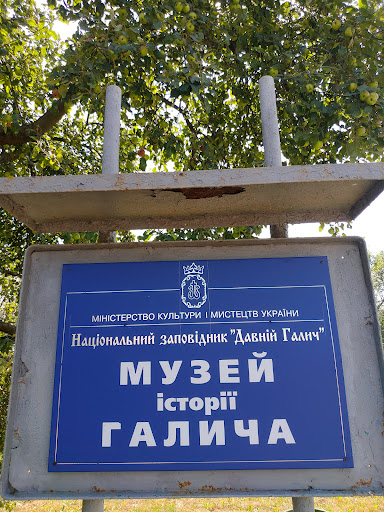 МІНІСТЕРСТВО КУЛЬТУРИ І МИСТЕЦТВ УКРАЇНИ
Національний заповідник "Давній Галич"
МУЗЕЙ
історії
ГАЛИЧА